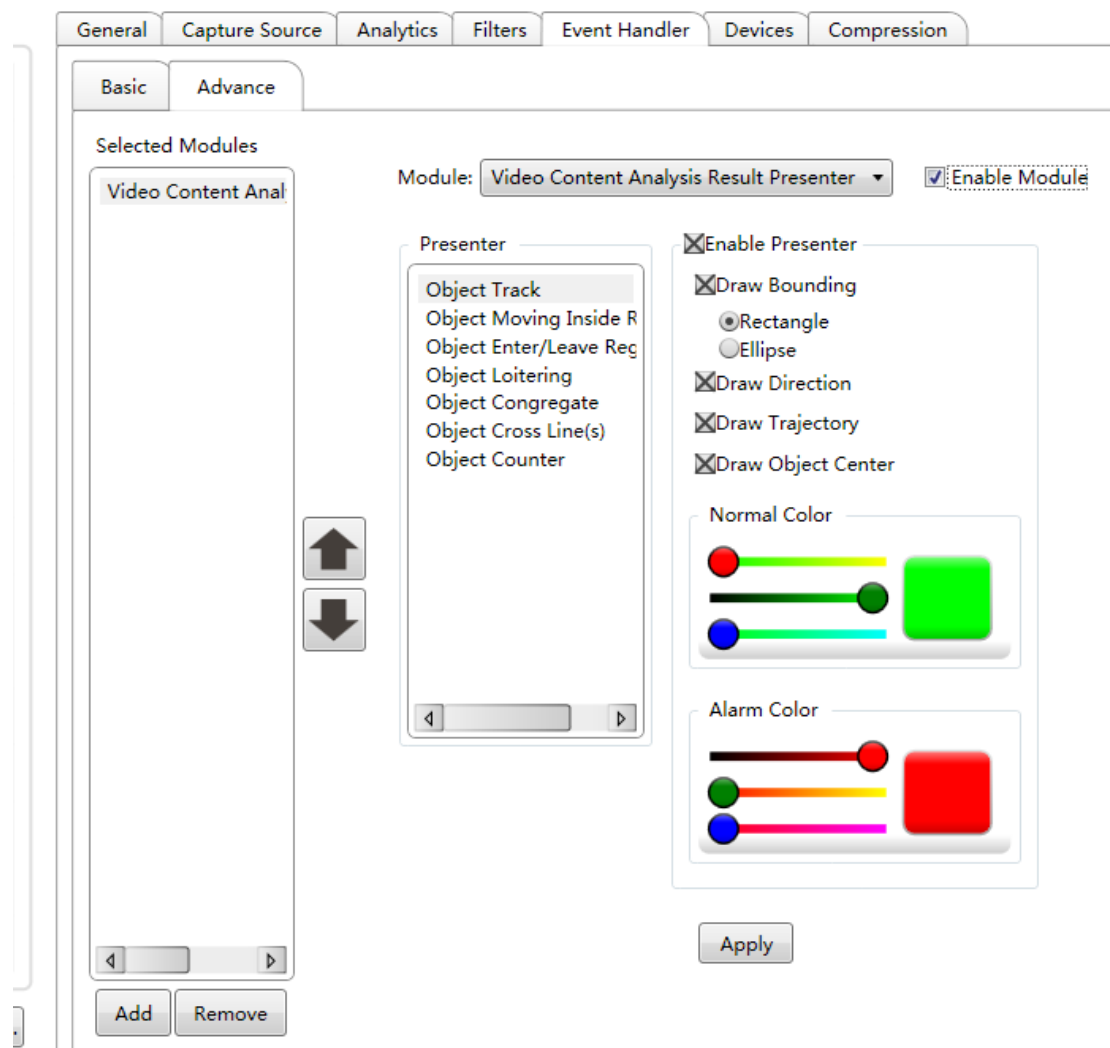 General Capture Source Analytics Filters Event Handler Devices Compression
Basic Advance
Selected Modules
Video Content Anal
Module: Video Content Analysis Result Presenter Enable Module
Presenter
Object Track
Object Moving Inside R
Object Enter/Leave Reg
Object Loitering
Object Congregate
Object Cross Line(s)
Object Counter
Enable Presenter
Draw Bounding
Rectangle
Ellipse
Draw Direction
Draw Trajectory
Draw Object Center
Normal Color
Alarm Color
Apply
Add Remove